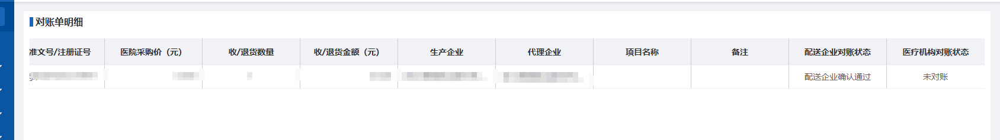 对账单明细
准文号/注册证号 医院采购价（元） 收/退货数量 收/退货金额（元） 生产企业 代理企业 项目名称 备注 配送企业对账状态 医疗机构对账状态
配送企业确认通过 未对账